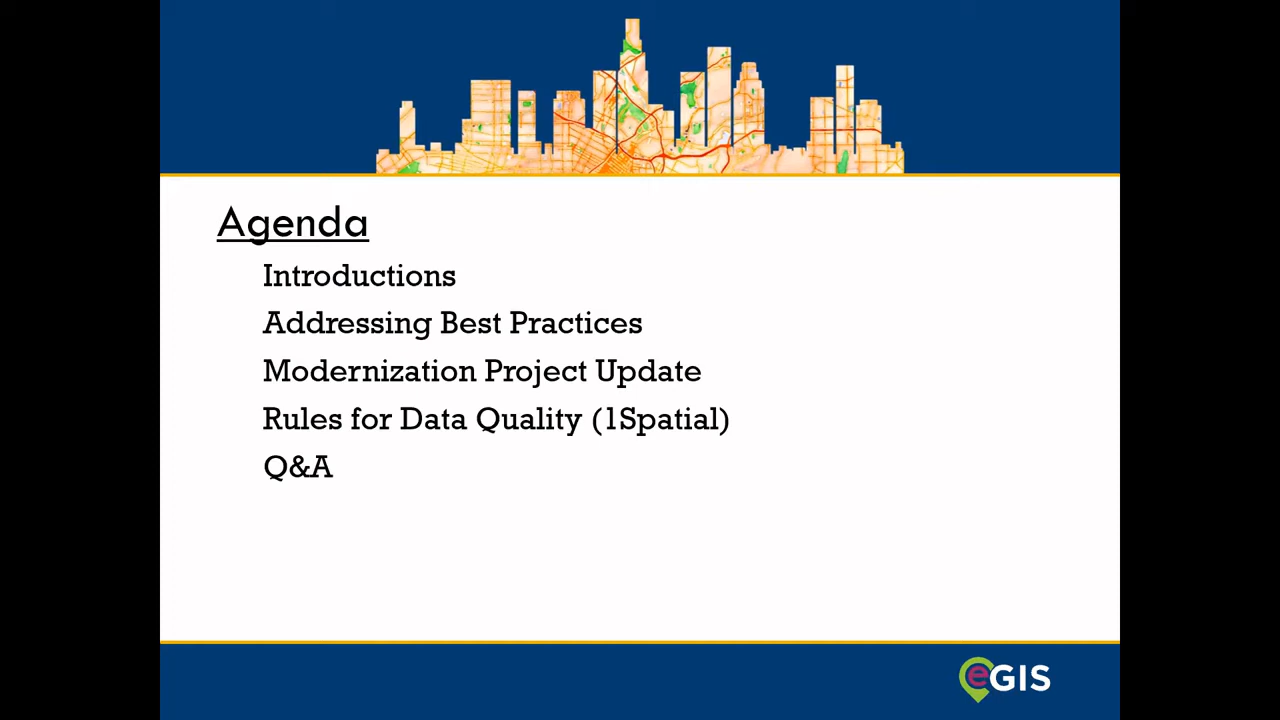 Agenda
Introductions
Addressing Best Practices
Modernization Project Update
Rules for Data Quality (1Spatial)
Q&A
eGIS